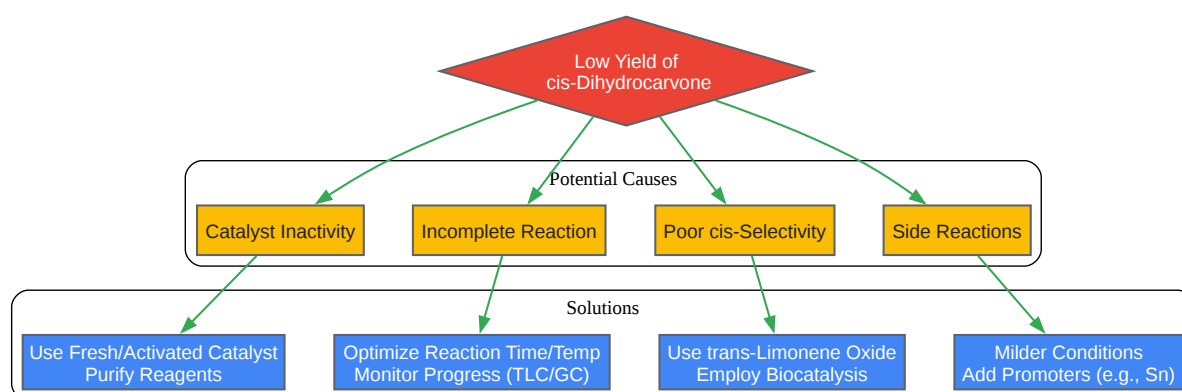 Low Yield of
cis-Dihydrocarvone
Potential Causes
Catalyst Inactivity
Incomplete Reaction
Poor cis-Selectivity
Side Reactions
Solutions
Use Fresh/Activated Catalyst
Purify Reagents
Optimize Reaction Time/Temp
Monitor Progress (TLC/GC)
Use trans-Limonene Oxide
Employ Biocatalysis
Milder Conditions
Add Promoters (e.g., Sn)